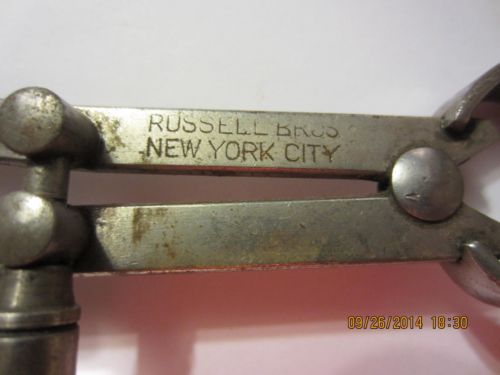 RUSSELL BROS.
NEW YORK CITY
09/26/2014 18:30